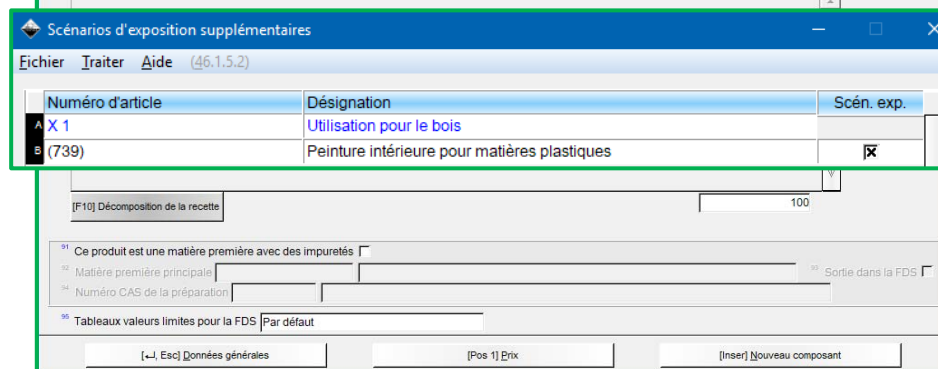 Scénarios d'exposition supplémentaires
Fichier Traiter Aide (46.1.5.2)
Numéro d'article Désignation Scén. exp.
A X 1 Utilisation pour le bois
B (739) Peinture intérieure pour matières plastiques
[F10] Décomposition de la recette 100
91 Ce produit est une matière première avec des impuretés
92 Matière première principale 93 Sortie dans la FDS
94 Numéro CAS de la préparation
95 Tableaux valeurs limites pour la FDS Par défaut
[↵, Esc] Données générales [Pos 1] Prix [Inser] Nouveau composant